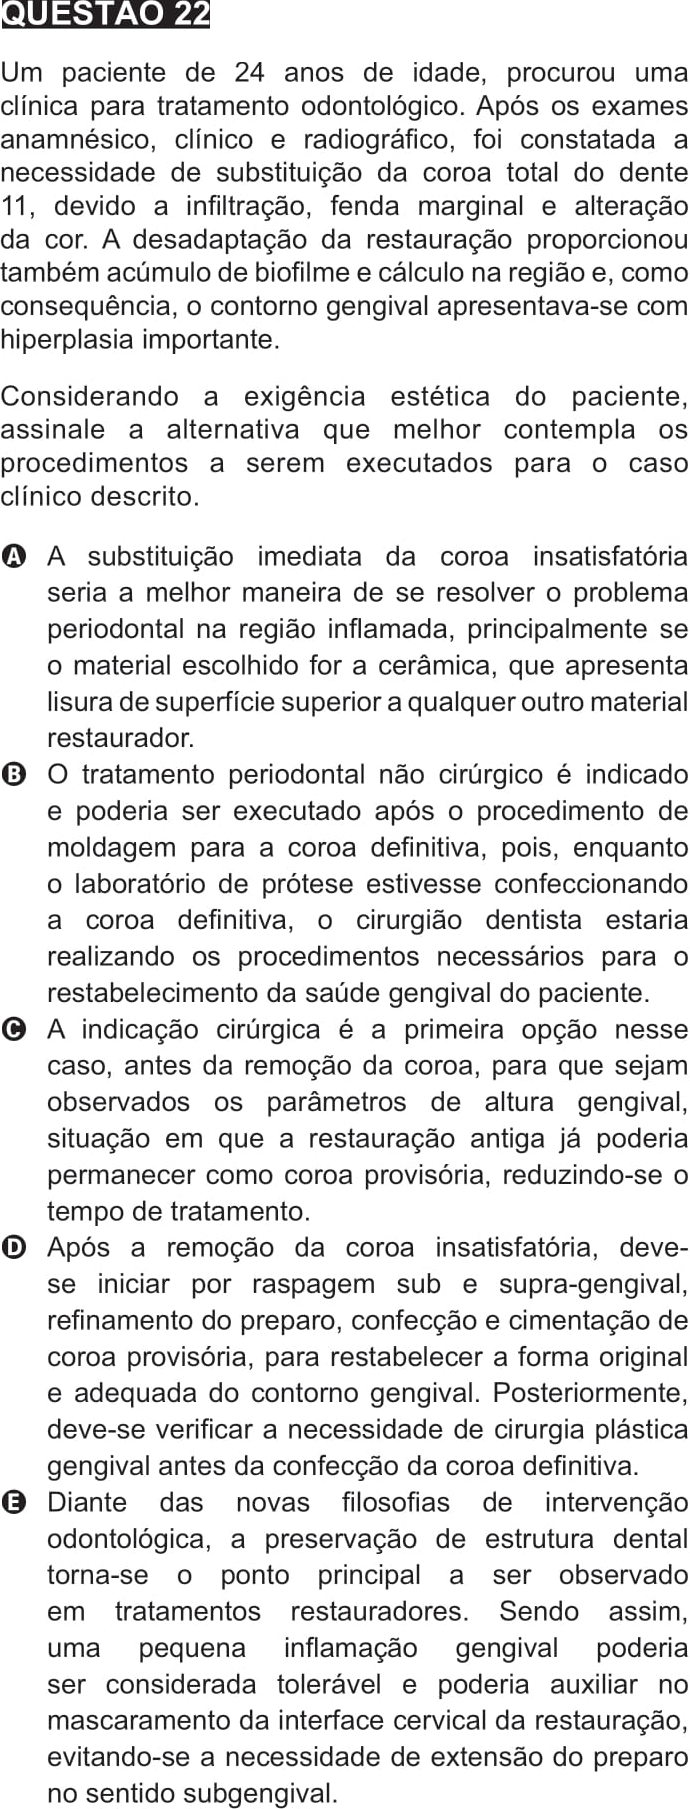 QUESTÃO 22
Um paciente de 24 anos de idade, procurou uma
clínica para tratamento odontológico. Após os exames
anamnésico, clínico e radiográfico, foi constatada a
necessidade de substituição da coroa total do dente
11, devido a infiltração, fenda marginal e alteração
da cor. A desadaptação da restauração proporcionou
também acúmulo de biofilme e cálculo na região e, como
consequência, o contorno gengival apresentava-se com
hiperplasia importante.
Considerando a exigência estética do paciente,
assinale a alternativa que melhor contempla os
procedimentos a serem executados para o caso
clínico descrito.
A A substituição imediata da coroa insatisfatória
seria a melhor maneira de se resolver o problema
periodontal na região inflamada, principalmente se
o material escolhido for a cerâmica, que apresenta
lisura de superfície superior a qualquer outro material
restaurador.
B O tratamento periodontal não cirúrgico é indicado
e poderia ser executado após o procedimento de
moldagem para a coroa definitiva, pois, enquanto
o laboratório de prótese estivesse confeccionando
a coroa definitiva, o cirurgião dentista estaria
realizando os procedimentos necessários para o
restabelecimento da saúde gengival do paciente.
C A indicação cirúrgica é a primeira opção nesse
caso, antes da remoção da coroa, para que sejam
observados os parâmetros de altura gengival,
situação em que a restauração antiga já poderia
permanecer como coroa provisória, reduzindo-se o
tempo de tratamento.
D Após a remoção da coroa insatisfatória, deve-
se iniciar por raspagem sub e supra-gengival,
refinamento do preparo, confecção e cimentação de
coroa provisória, para restabelecer a forma original
e adequada do contorno gengival. Posteriormente,
deve-se verificar a necessidade de cirurgia plástica
gengival antes da confecção da coroa definitiva.
E Diante das novas filosofias de intervenção
odontológica, a preservação de estrutura dental
torna-se o ponto principal a ser observado
em tratamentos restauradores. Sendo assim,
uma pequena inflamação gengival poderia
ser considerada tolerável e poderia auxiliar no
mascaramento da interface cervical da restauração,
evitando-se a necessidade de extensão do preparo
no sentido subgengival.